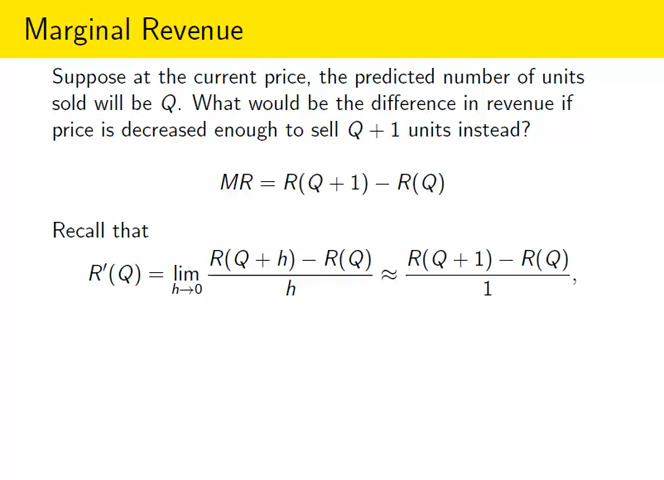 Marginal Revenue
Suppose at the current price, the predicted number of units
sold will be Q. What would be the difference in revenue if
price is decreased enough to sell Q + 1 units instead?
MR = R(Q + 1) − R(Q)
Recall that
R′(Q) = lim h→0 R(Q + h) − R(Q) / h ≈ R(Q + 1) − R(Q) / 1,